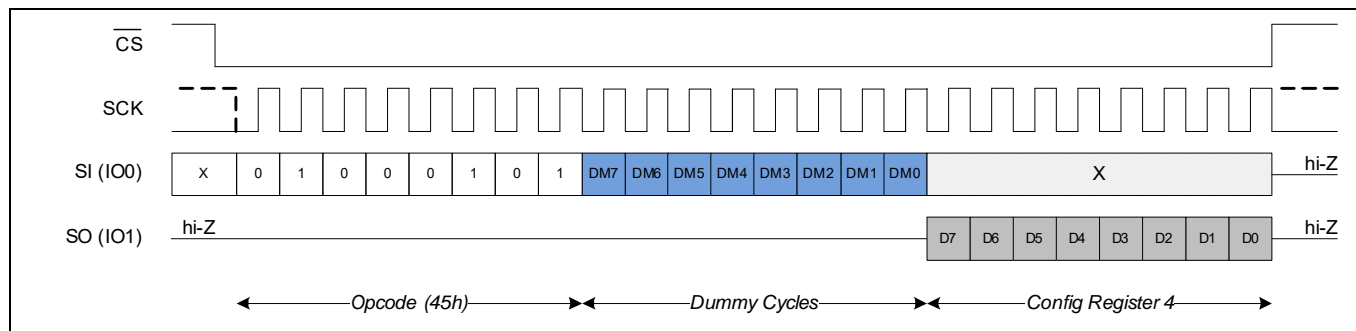 CS
SCK
SI (IO0) X 0 1 0 0 0 1 0 1 DM7 DM6 DM5 DM4 DM3 DM2 DM1 DM0 X hi-Z
SO (IO1) hi-Z D7 D6 D5 D4 D3 D2 D1 D0 hi-Z
Opcode (45h) Dummy Cycles Config Register 4